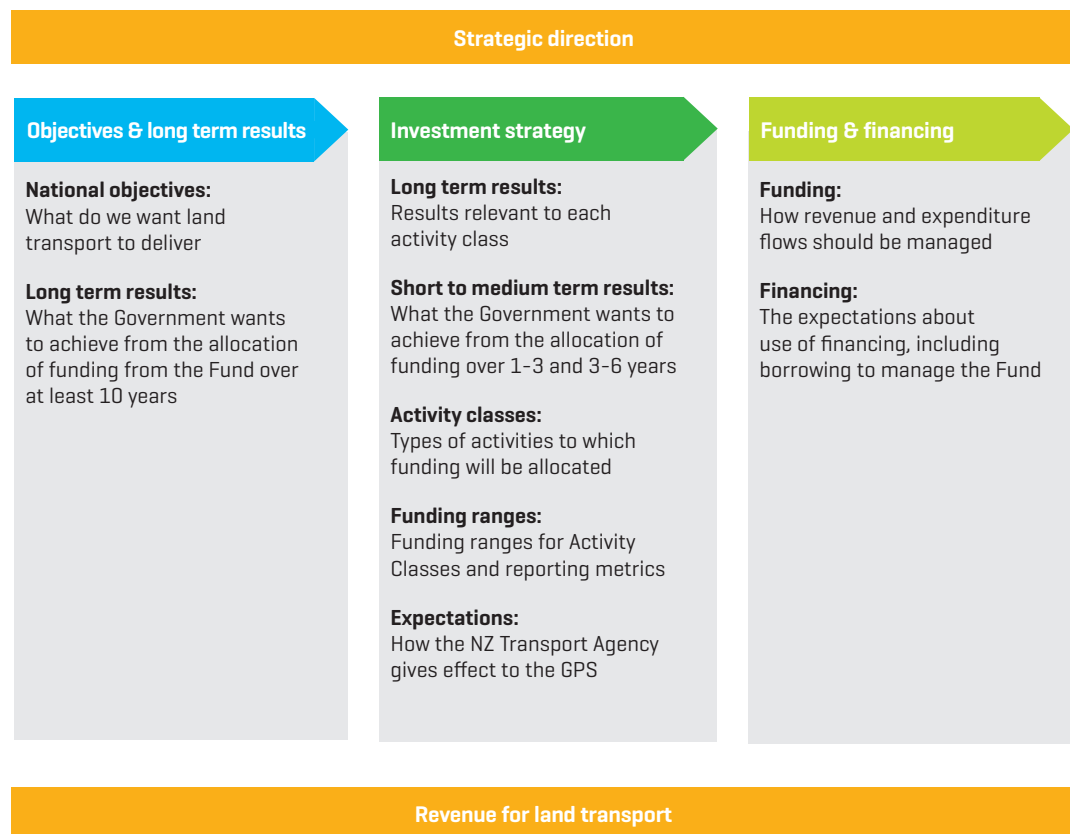 Strategic direction
Objectives & long term results
National objectives:
What do we want land
transport to deliver
Long term results:
What the Government wants
to achieve from the allocation
of funding from the Fund over
at least 10 years
Investment strategy
Long term results:
Results relevant to each
activity class
Short to medium term results:
What the Government wants to
achieve from the allocation of
funding over 1-3 and 3-6 years
Activity classes:
Types of activities to which
funding will be allocated
Funding ranges:
Funding ranges for Activity
Classes and reporting metrics
Expectations:
How the NZ Transport Agency
gives effect to the GPS
Funding & financing
Funding:
How revenue and expenditure
flows should be managed
Financing:
The expectations about
use of financing, including
borrowing to manage the Fund
Revenue for land transport